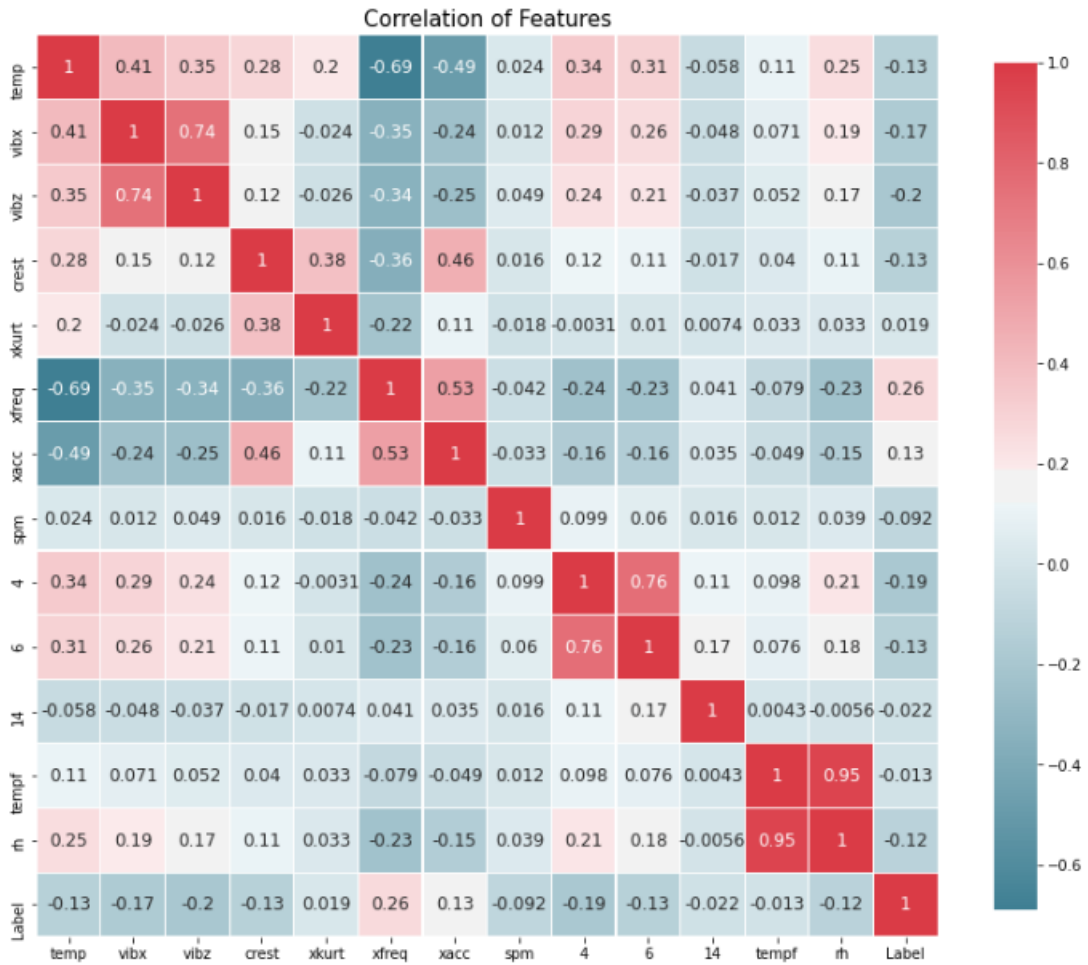 Correlation of Features
temp 1 0.41 0.35 0.28 0.2 -0.69 -0.49 0.024 0.34 0.31 -0.058 0.11 0.25 -0.13
vibx 0.41 1 0.74 0.15 -0.024 -0.35 -0.24 0.012 0.29 0.26 -0.048 0.071 0.19 -0.17
vibz 0.35 0.74 1 0.12 -0.026 -0.34 -0.25 0.049 0.24 0.21 -0.037 0.052 0.17 -0.2
crest 0.28 0.15 0.12 1 0.38 -0.36 0.46 0.016 0.12 0.11 -0.017 0.04 0.11 -0.13
xkurt 0.2 -0.024 -0.026 0.38 1 -0.22 0.11 -0.018 -0.0031 0.01 0.0074 0.033 0.033 0.019
xfreq -0.69 -0.35 -0.34 -0.36 -0.22 1 0.53 -0.042 -0.24 -0.23 0.041 -0.079 -0.23 0.26
xacc -0.49 -0.24 -0.25 0.46 0.11 0.53 1 -0.033 -0.16 -0.16 0.035 -0.049 -0.15 0.13
spm 0.024 0.012 0.049 0.016 -0.018 -0.042 -0.033 1 0.099 0.06 0.016 0.012 0.039 -0.092
4 0.34 0.29 0.24 0.12 -0.0031 -0.24 -0.16 0.099 1 0.76 0.11 0.098 0.21 -0.19
6 0.31 0.26 0.21 0.11 0.01 -0.23 -0.16 0.06 0.76 1 0.17 0.076 0.18 -0.13
14 -0.058 -0.048 -0.037 -0.017 0.0074 0.041 0.035 0.016 0.11 0.17 1 0.0043 -0.0056 -0.022
tempf 0.11 0.071 0.052 0.04 0.033 -0.079 -0.049 0.012 0.098 0.076 0.0043 1 0.95 -0.013
rh 0.25 0.19 0.17 0.11 0.033 -0.23 -0.15 0.039 0.21 0.18 -0.0056 0.95 1 -0.12
Label -0.13 -0.17 -0.2 -0.13 0.019 0.26 0.13 -0.092 -0.19 -0.13 -0.022 -0.013 -0.12 1
temp vibx vibz crest xkurt xfreq xacc spm 4 6 14 tempf rh Label
1.0
0.8
0.6
0.4
0.2
0.0
-0.2
-0.4
-0.6